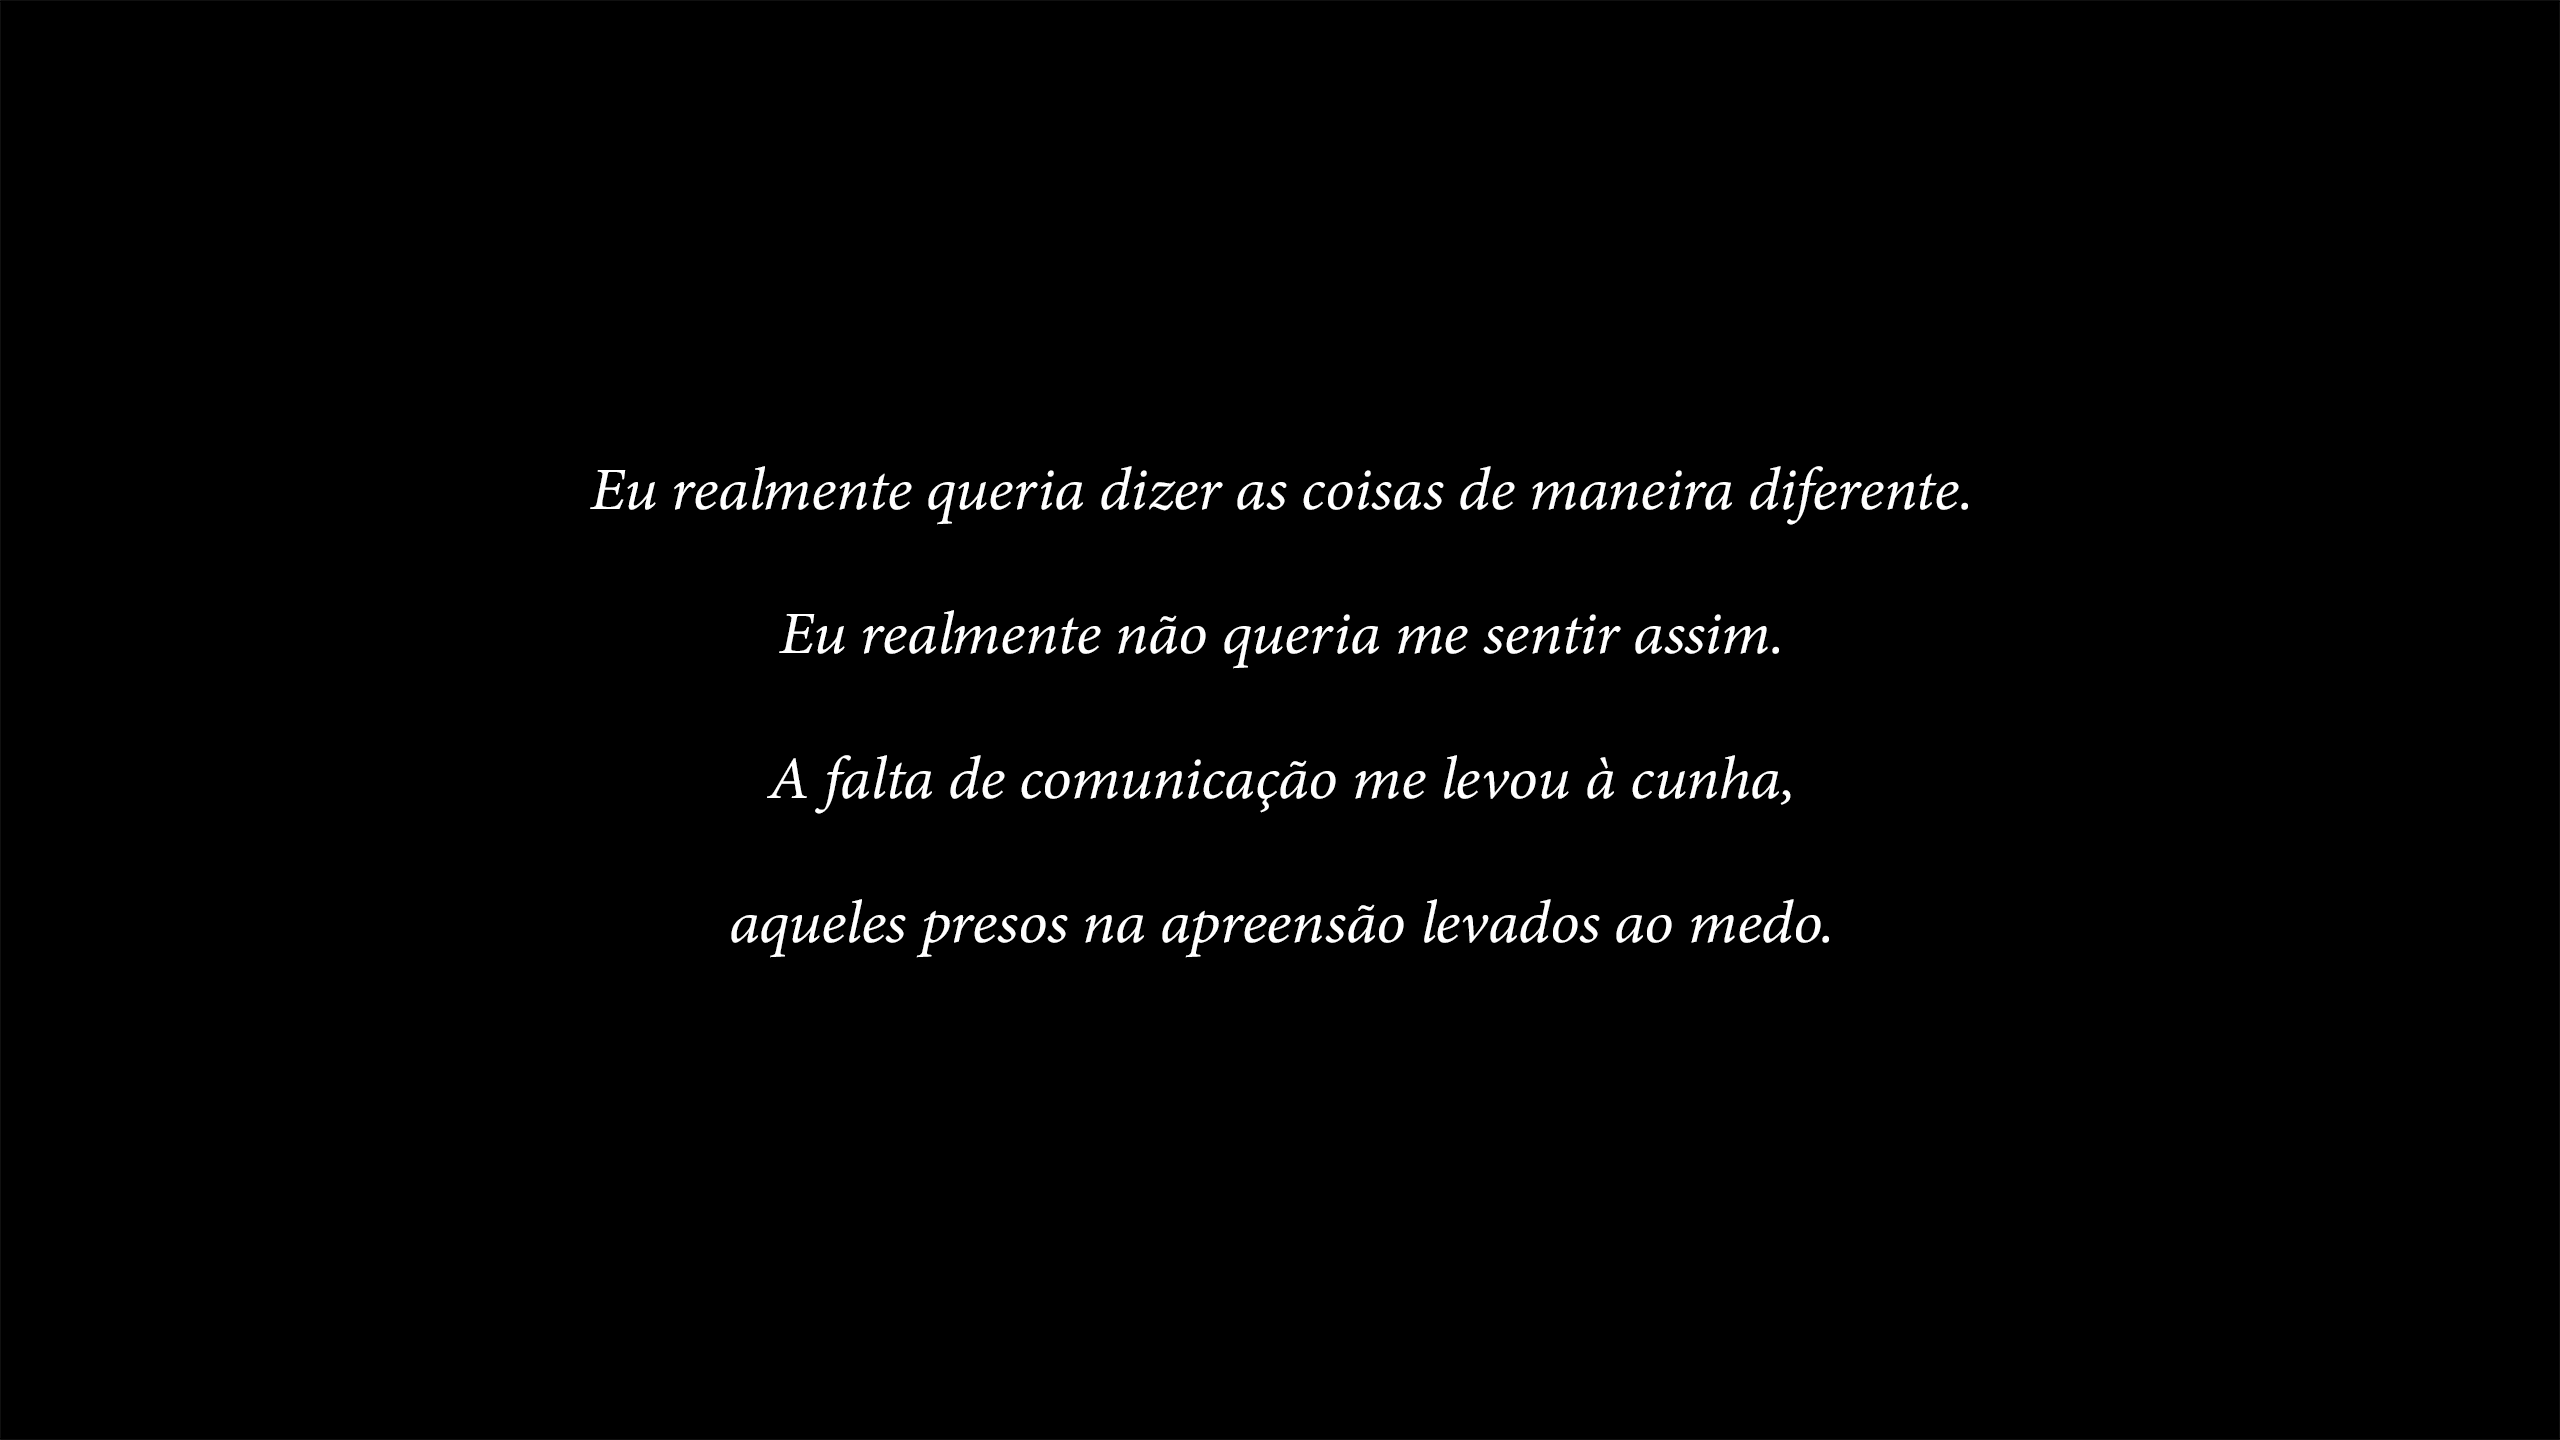 Eu realmente queria dizer as coisas de maneira diferente.
Eu realmente não queria me sentir assim.
A falta de comunicação me levou à cunha,
aqueles presos na apreensão levados ao medo.